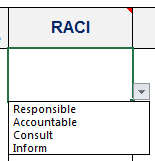 RACI
Responsible
Accountable
Consult
Inform